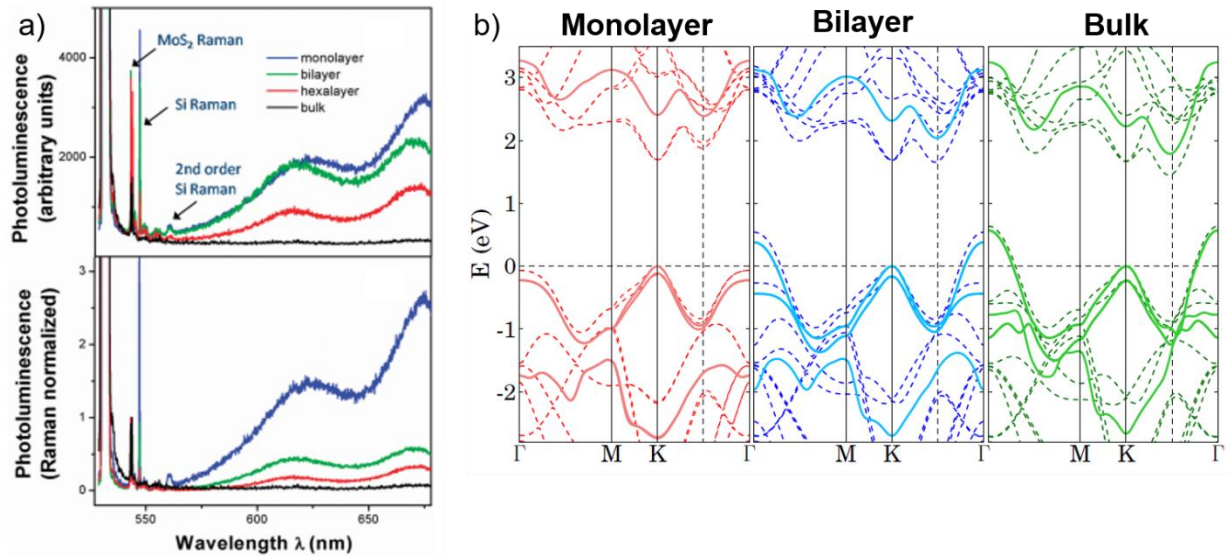 a)
Photoluminescence
(arbitrary units)
4000
2000
MoS₂ Raman
Si Raman
2nd order
Si Raman
monolayer
bilayer
hexalayer
bulk
Photoluminescence
(Raman normalized)
3
2
1
0
550
600
650
Wavelength λ (nm)
b)
Monolayer
Bilayer
Bulk
E (eV)
3
2
1
0
-1
-2
Γ
M
K
Γ
M
K
Γ
M
K
Γ